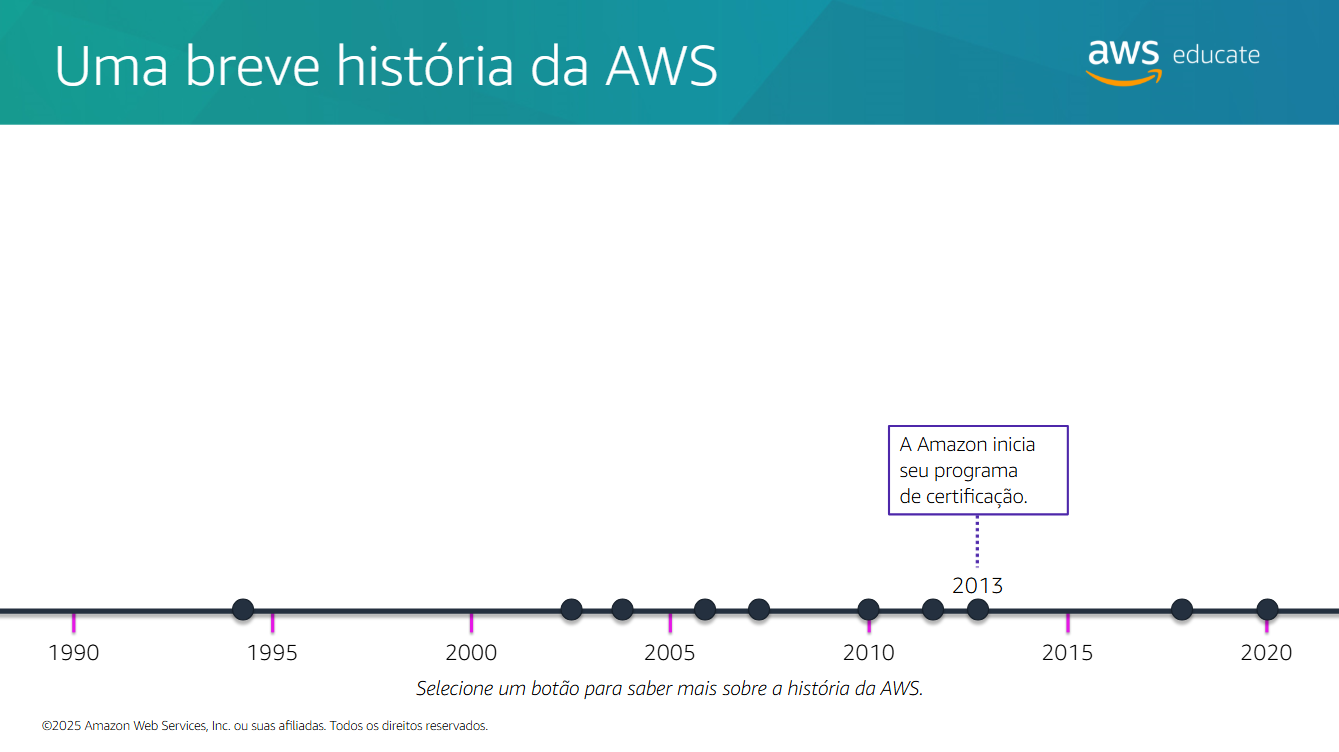 Uma breve história da AWS
aws educate
A Amazon inicia
seu programa
de certificação.
2013
1990
1995
2000
2005
2010
2015
2020
Selecione um botão para saber mais sobre a história da AWS.
©2025 Amazon Web Services, Inc. ou suas afiliadas. Todos os direitos reservados.